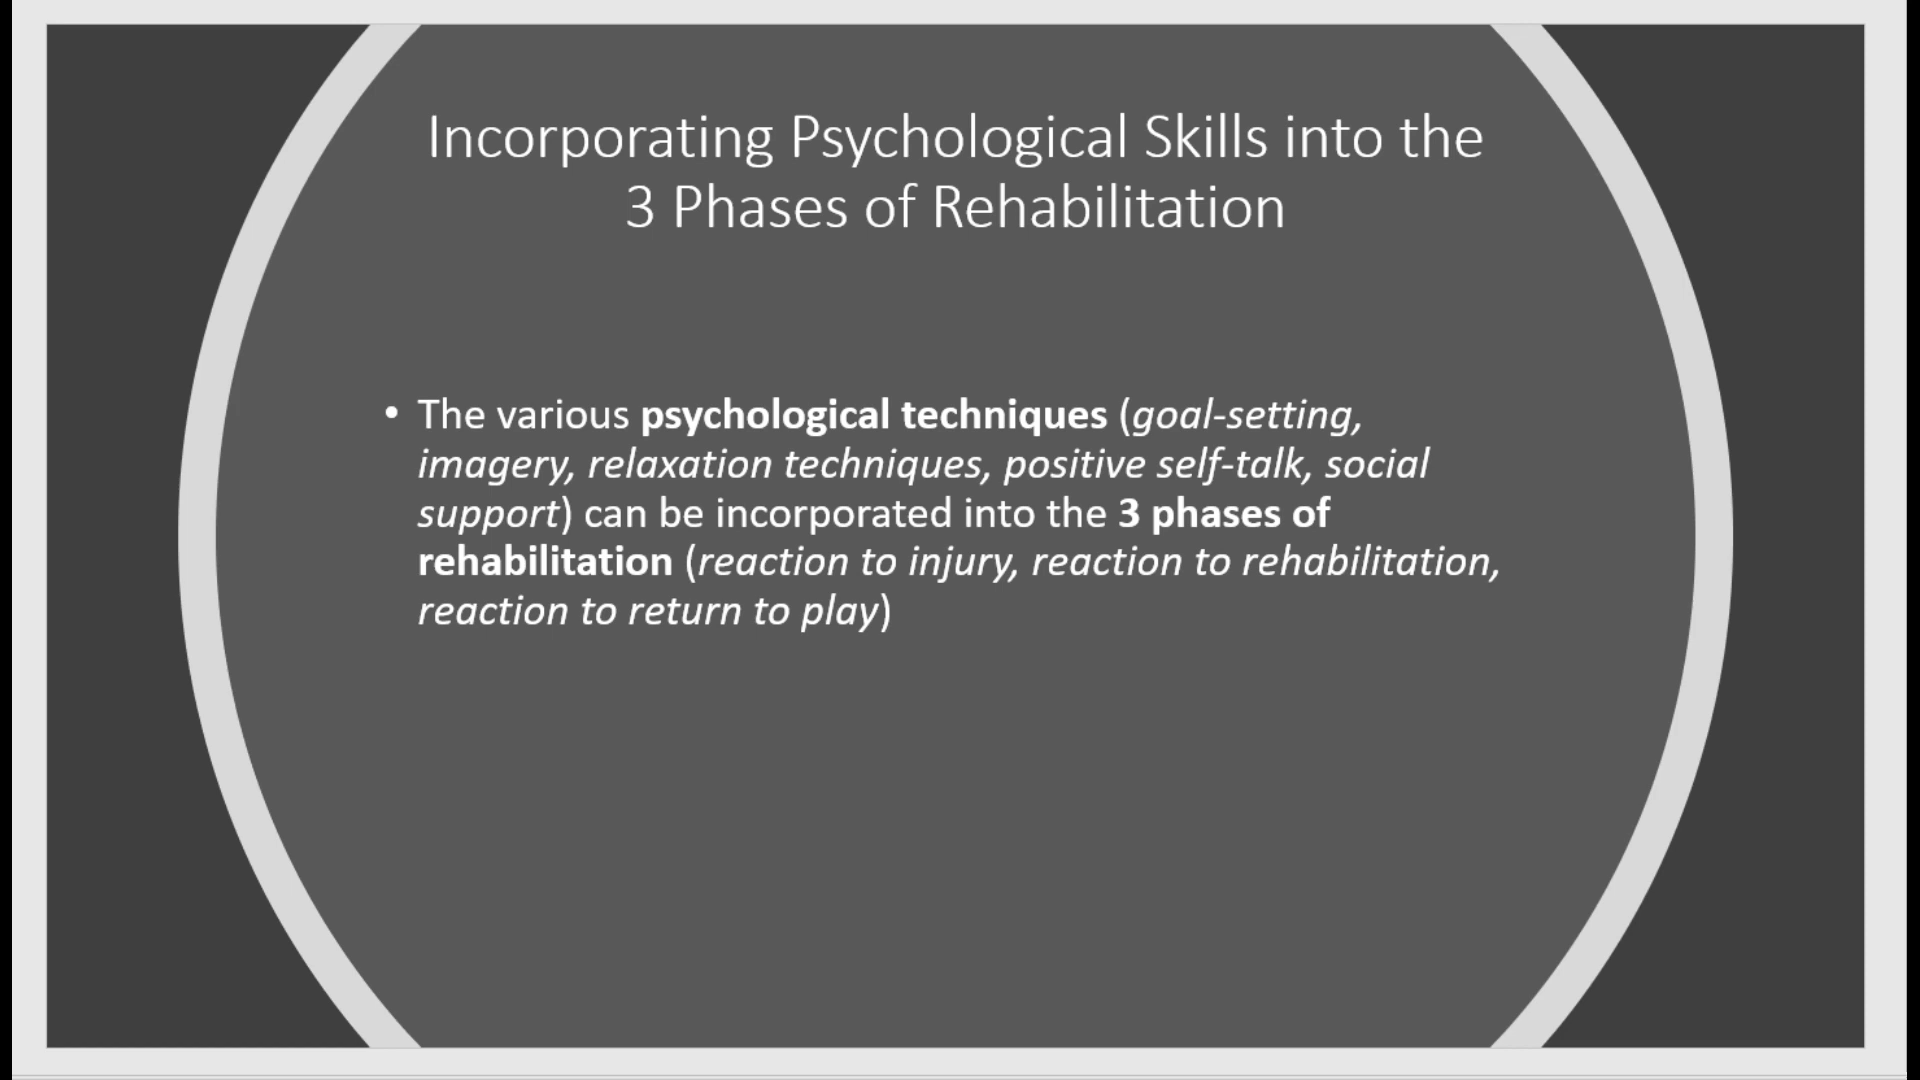 Incorporating Psychological Skills into the
3 Phases of Rehabilitation
• The various psychological techniques (goal-setting,
imagery, relaxation techniques, positive self-talk, social
support) can be incorporated into the 3 phases of
rehabilitation (reaction to injury, reaction to rehabilitation,
reaction to return to play)